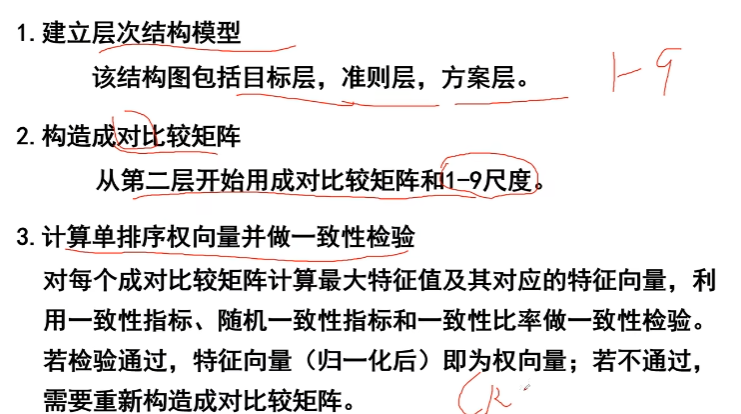 1.建立层次结构模型
该结构图包括目标层，准则层，方案层。
1-9
2.构造成对比较矩阵
从第二层开始用成对比较矩阵和1-9尺度。
3.计算单排序权向量并做一致性检验
对每个成对比较矩阵计算最大特征值及其对应的特征向量，利
用一致性指标、随机一致性指标和一致性比率做一致性检验。
若检验通过，特征向量（归一化后）即为权向量；若不通过，
需要重新构造成对比较矩阵。